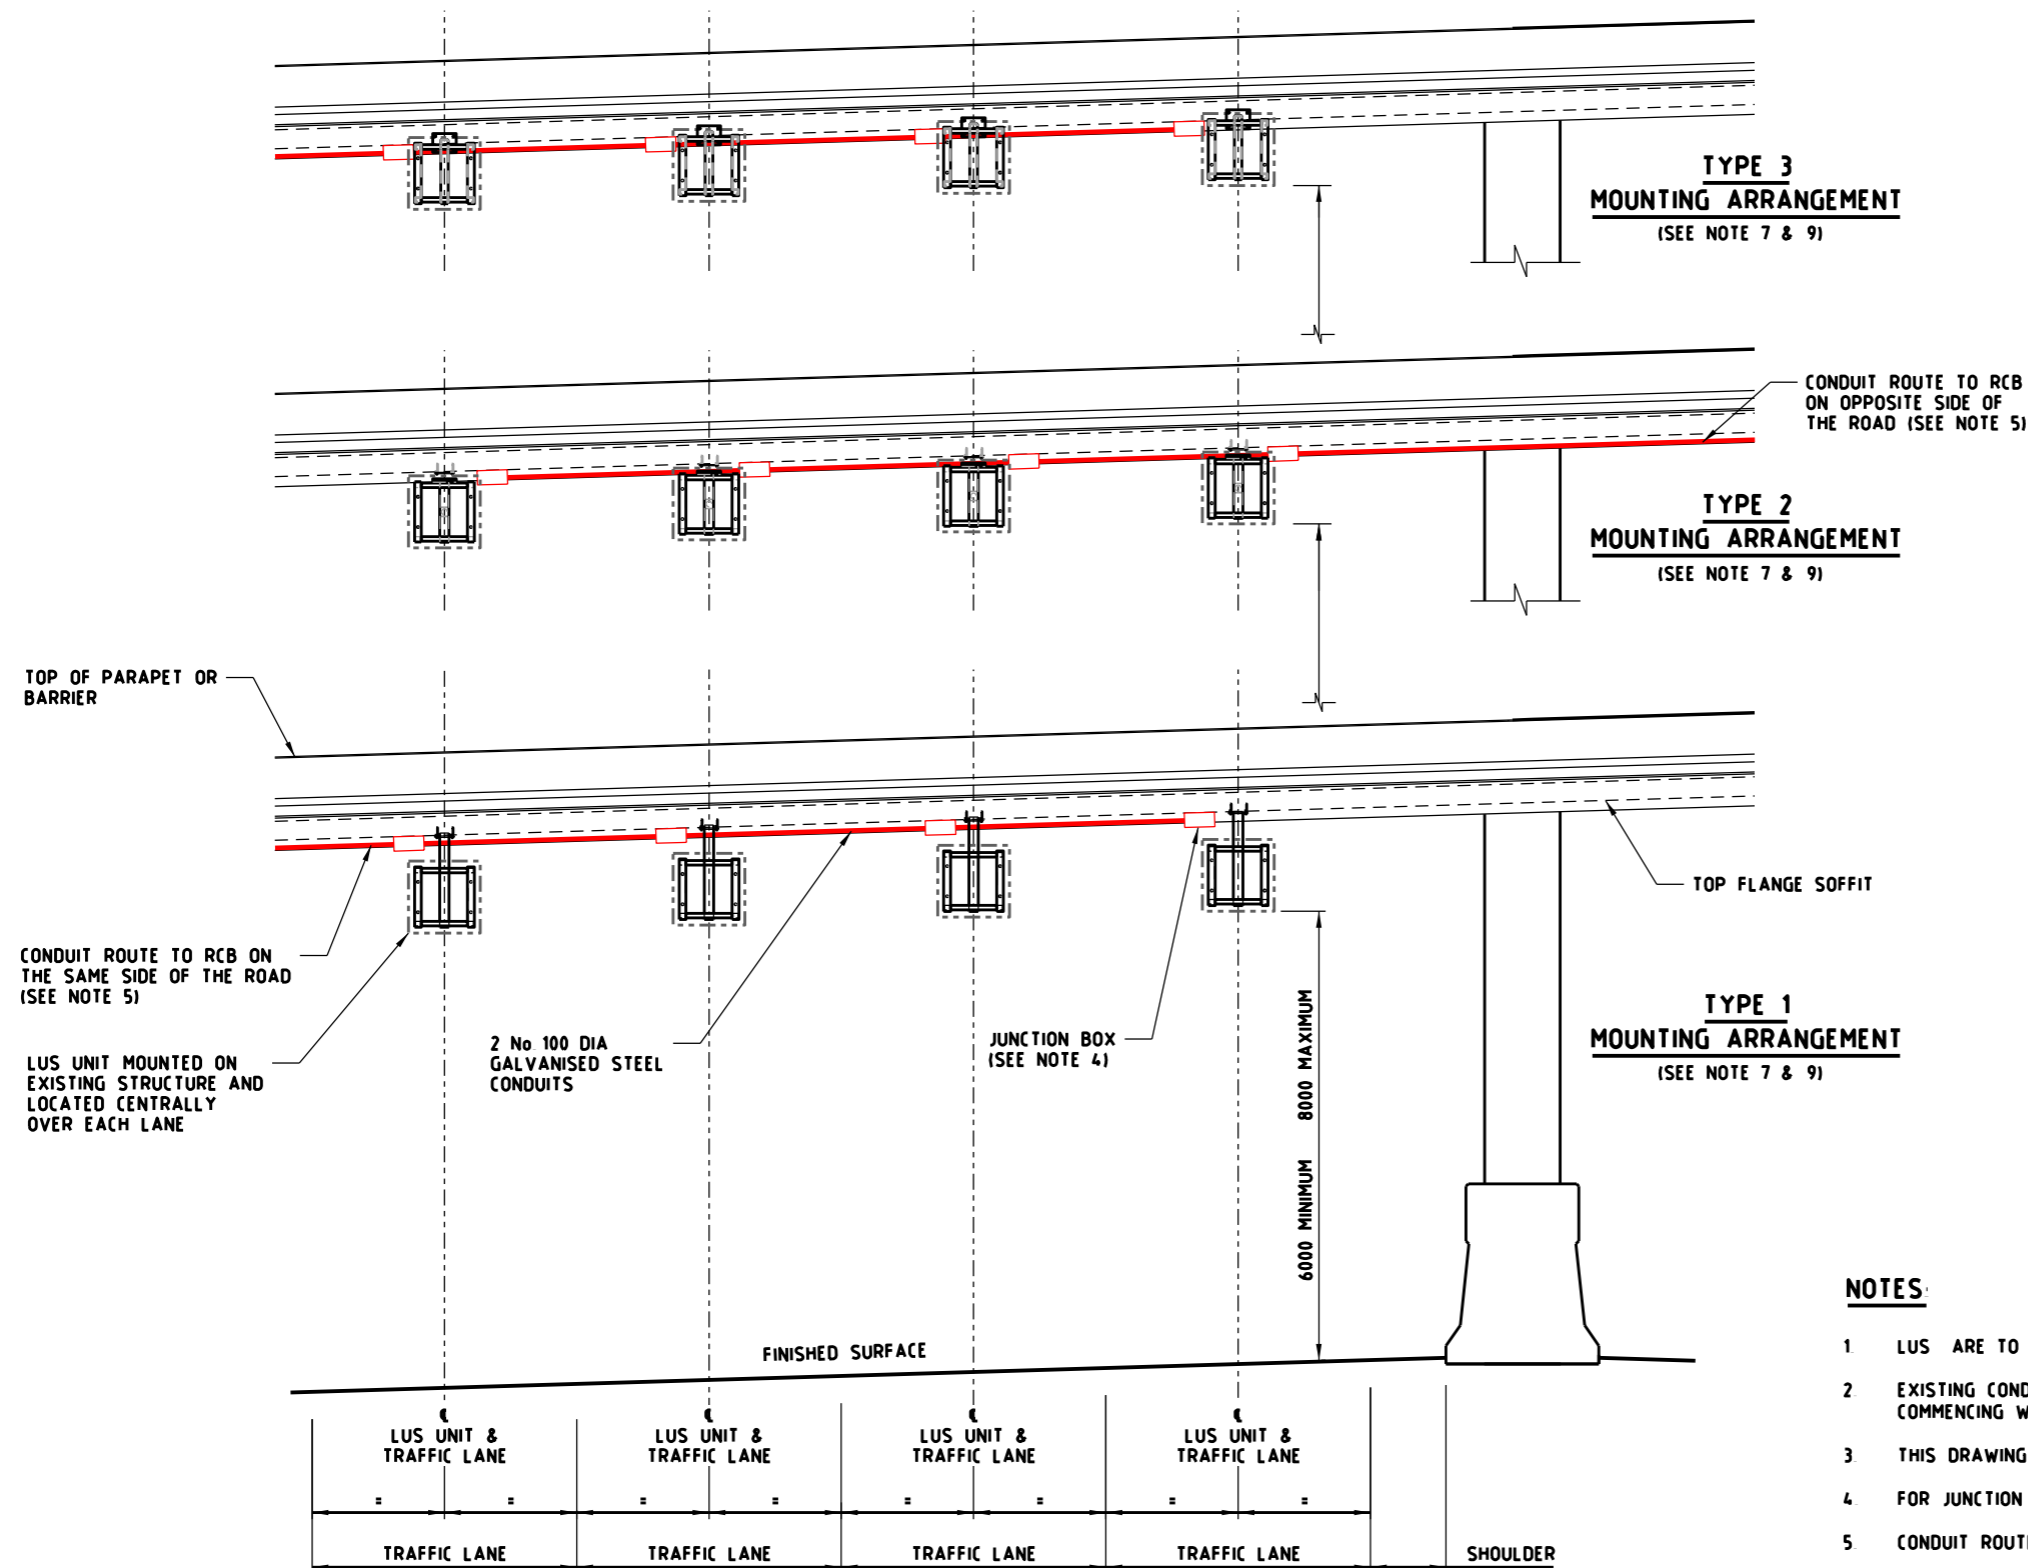 TYPE 3
MOUNTING ARRANGEMENT
(SEE NOTE 7 & 9)
CONDUIT ROUTE TO RCB
ON OPPOSITE SIDE OF
THE ROAD (SEE NOTE 5)
TYPE 2
MOUNTING ARRANGEMENT
(SEE NOTE 7 & 9)
TOP OF PARAPET OR
BARRIER
TOP FLANGE SOFFIT
CONDUIT ROUTE TO RCB ON
THE SAME SIDE OF THE ROAD
(SEE NOTE 5)
LUS UNIT MOUNTED ON
EXISTING STRUCTURE AND
LOCATED CENTRALLY
OVER EACH LANE
2 No. 100 DIA
GALVANISED STEEL
CONDUITS
JUNCTION BOX
(SEE NOTE 4)
6000 MINIMUM 8000 MAXIMUM
TYPE 1
MOUNTING ARRANGEMENT
(SEE NOTE 7 & 9)
FINISHED SURFACE
LUS UNIT &
TRAFFIC LANE
LUS UNIT &
TRAFFIC LANE
LUS UNIT &
TRAFFIC LANE
LUS UNIT &
TRAFFIC LANE
= = = = = = = =
TRAFFIC LANE TRAFFIC LANE TRAFFIC LANE TRAFFIC LANE SHOULDER
NOTES:
1. LUS ARE TO
2. EXISTING COND
COMMENCING W
3. THIS DRAWING
4. FOR JUNCTION
5. CONDUIT ROUT